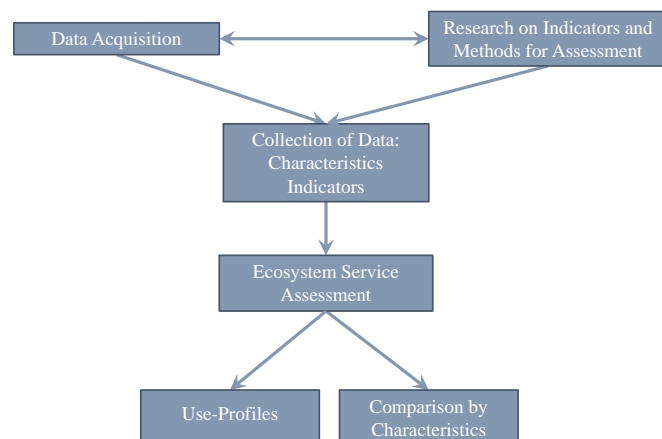 Data Acquisition
Research on Indicators and
Methods for Assessment
Collection of Data:
Characteristics
Indicators
Ecosystem Service
Assessment
Use-Profiles
Comparison by
Characteristics